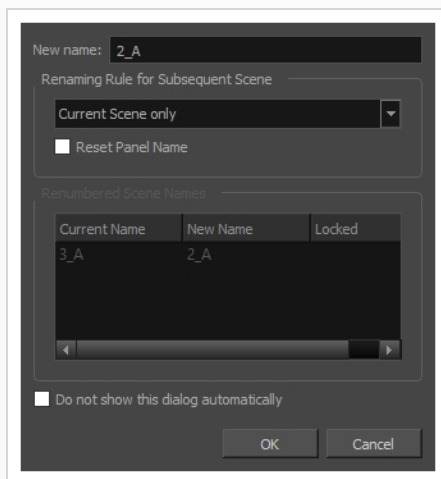 New name: 2_A
Renaming Rule for Subsequent Scene
Current Scene only
Reset Panel Name
Renumbered Scene Names
Current Name New Name Locked
3_A 2_A
Do not show this dialog automatically
OK Cancel